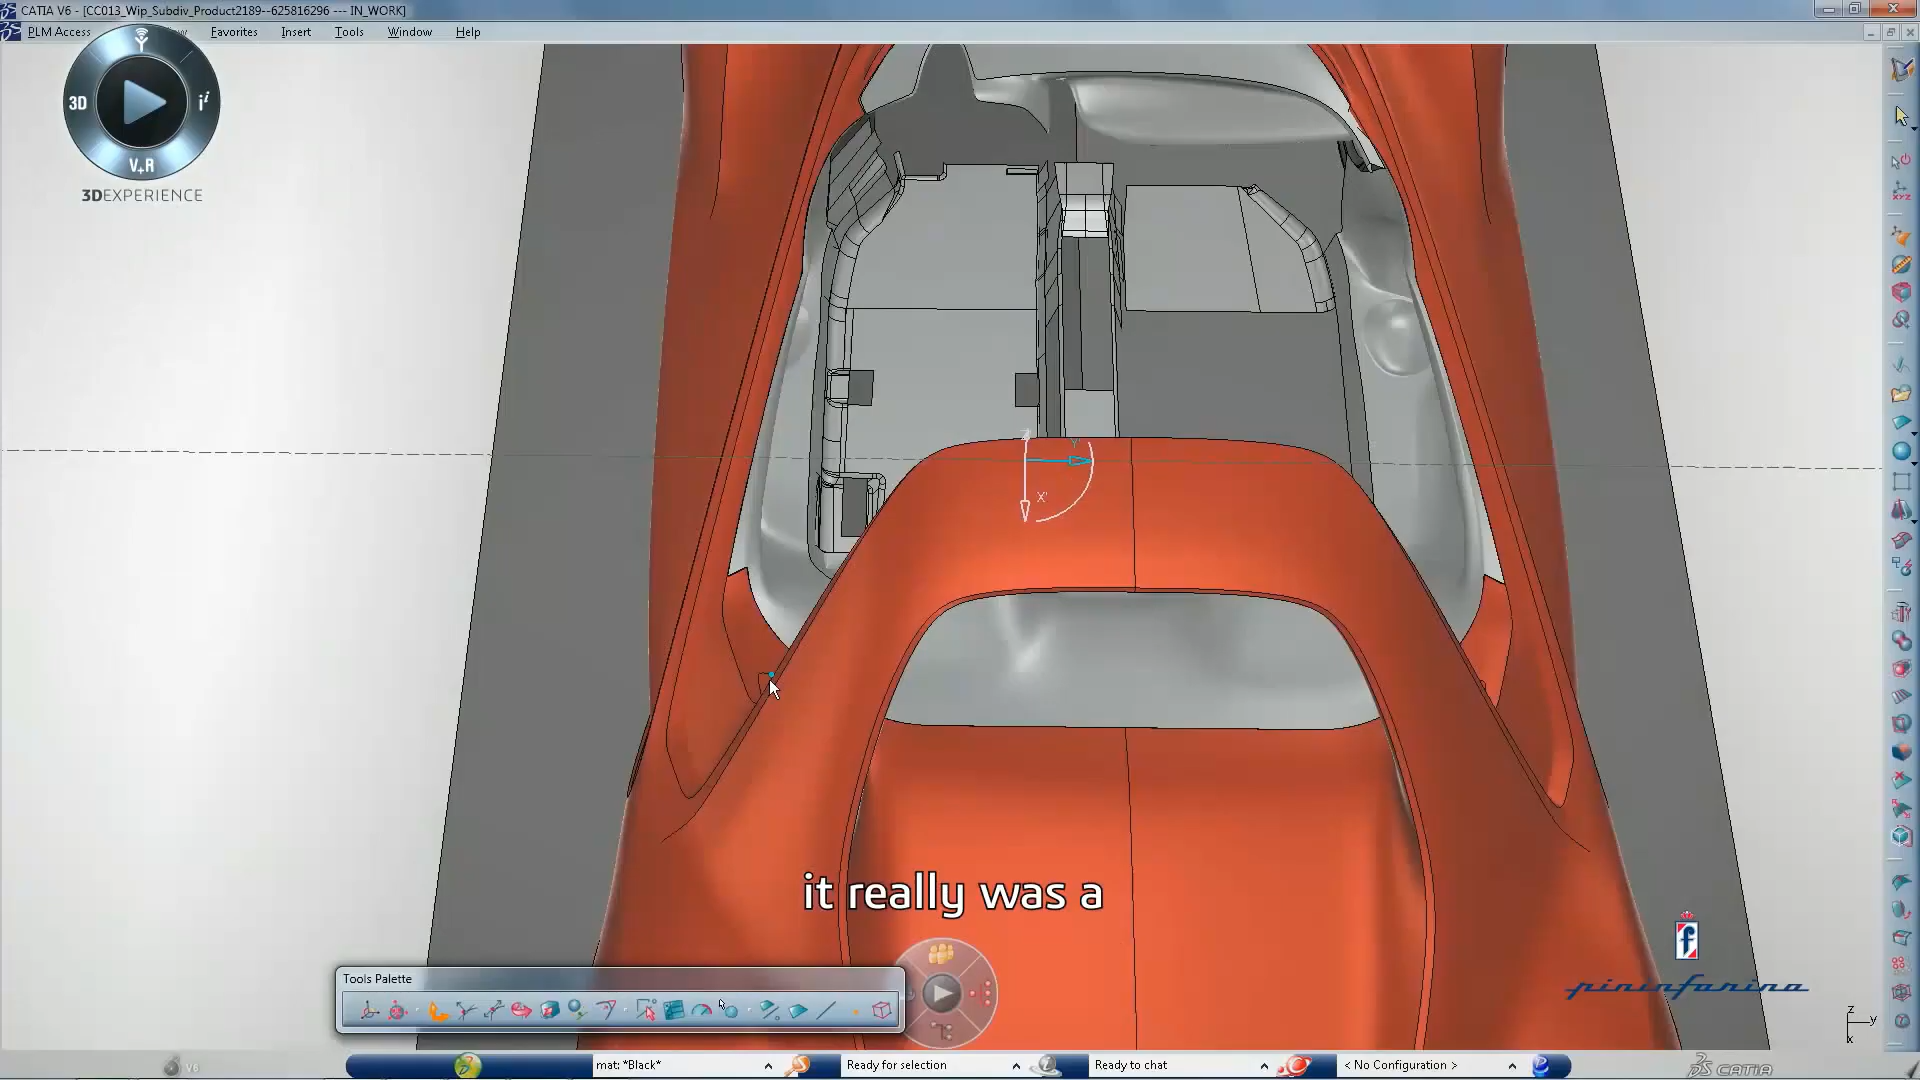 CATIA V6 - [CC013_Wip_Subdiv_Product2189--625816296 --- IN_WORK]
PLM Access
Favorites
Insert
Tools
Window
Help
3D
V+R
3DEXPERIENCE
Y
X'
it really was a
Tools Palette
f
pininfarina
z
y
x
V6
mat: *Black*
Ready for selection
Ready to chat
< No Configuration >
CATIA